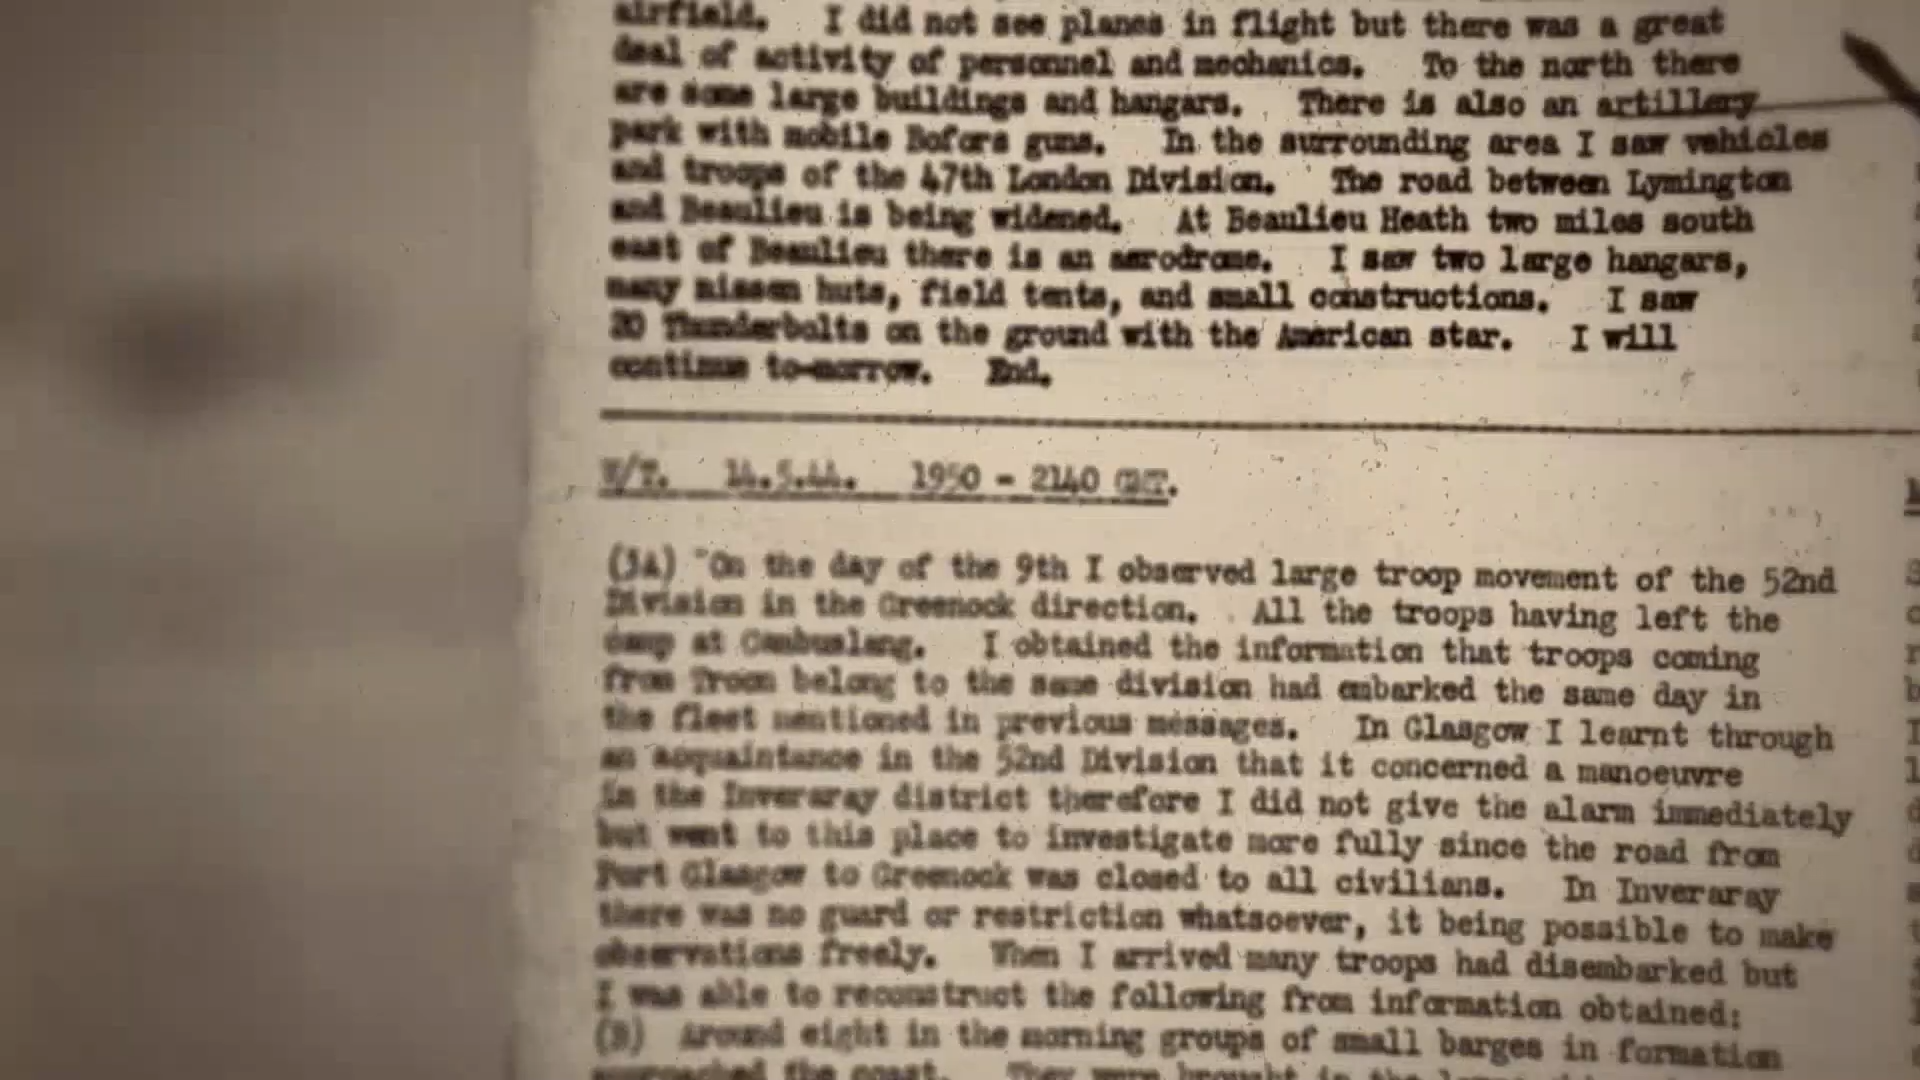 airfield. I did not see planes in flight but there was a great
deal of activity of personnel and mechanics. To the north there
are some large buildings and hangars. There is also an artillery
park with mobile Bofors guns. In the surrounding area I saw vehicles
and troops of the 47th London Division. The road between Lymington
and Beaulieu is being widened. At Beaulieu Heath two miles south
east of Beaulieu there is an aerodrome. I saw two large hangars,
many nissen huts, field tents, and small constructions. I saw
20 Thunderbolts on the ground with the American star. I will
continue to-morrow. End.
W/T. 14.5.44. 1950 - 2140 GMT.
(3A) "On the day of the 9th I observed large troop movement of the 52nd
Division in the Greenock direction. All the troops having left the
camp at Cambuslang. I obtained the information that troops coming
from Troon belong to the same division had embarked the same day in
the fleet mentioned in previous messages. In Glasgow I learnt through
an acquaintance in the 52nd Division that it concerned a manoeuvre
in the Inveraray district therefore I did not give the alarm immediately
but went to this place to investigate more fully since the road from
Port Glasgow to Greenock was closed to all civilians. In Inveraray
there was no guard or restriction whatsoever, it being possible to make
observations freely. When I arrived many troops had disembarked but
I was able to reconstruct the following from information obtained:
(B) Around eight in the morning groups of small barges in formation
approached the coast. They were brought in the